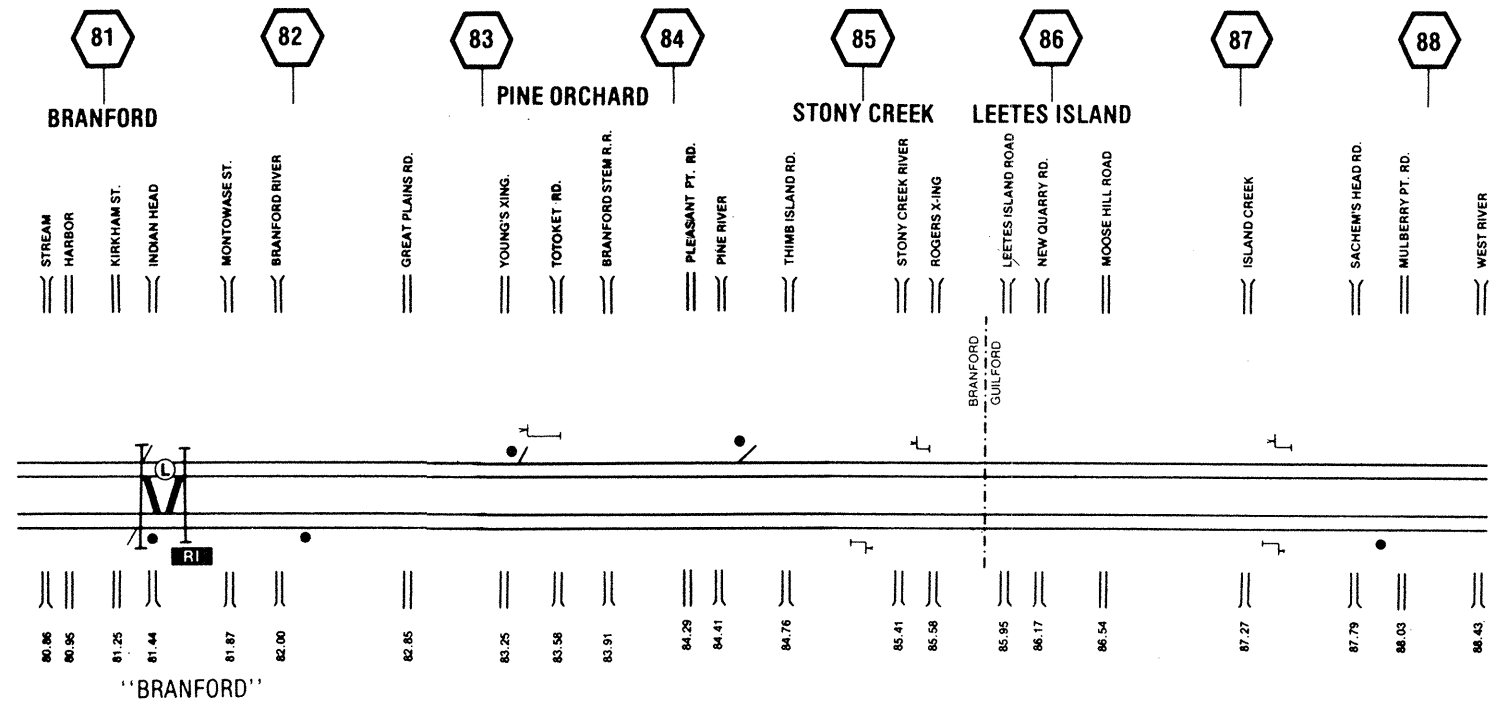 81 82 83 84 85 86 87 88
BRANFORD
PINE ORCHARD
STONY CREEK
LEETES ISLAND
STREAM
HARBOR
KIRKHAM ST.
INDIAN HEAD
MONTOWASE ST.
BRANFORD RIVER
GREAT PLAINS RD.
YOUNG'S XING.
TOTOKET RD.
BRANFORD STEM R.R.
PLEASANT PT. RD.
PINE RIVER
THIMB ISLAND RD.
STONY CREEK RIVER
ROGERS X-ING
LEETES ISLAND ROAD
NEW QUARRY RD.
MOOSE HILL ROAD
ISLAND CREEK
SACHEM'S HEAD RD.
MULBERRY PT. RD.
WEST RIVER
BRANFORD
GUILFORD
L
RI
80.86
80.95
81.25
81.44
81.87
82.00
82.85
83.25
83.58
83.91
84.29
84.41
84.76
85.41
85.58
85.95
86.17
86.54
87.27
87.79
88.03
88.43
''BRANFORD''